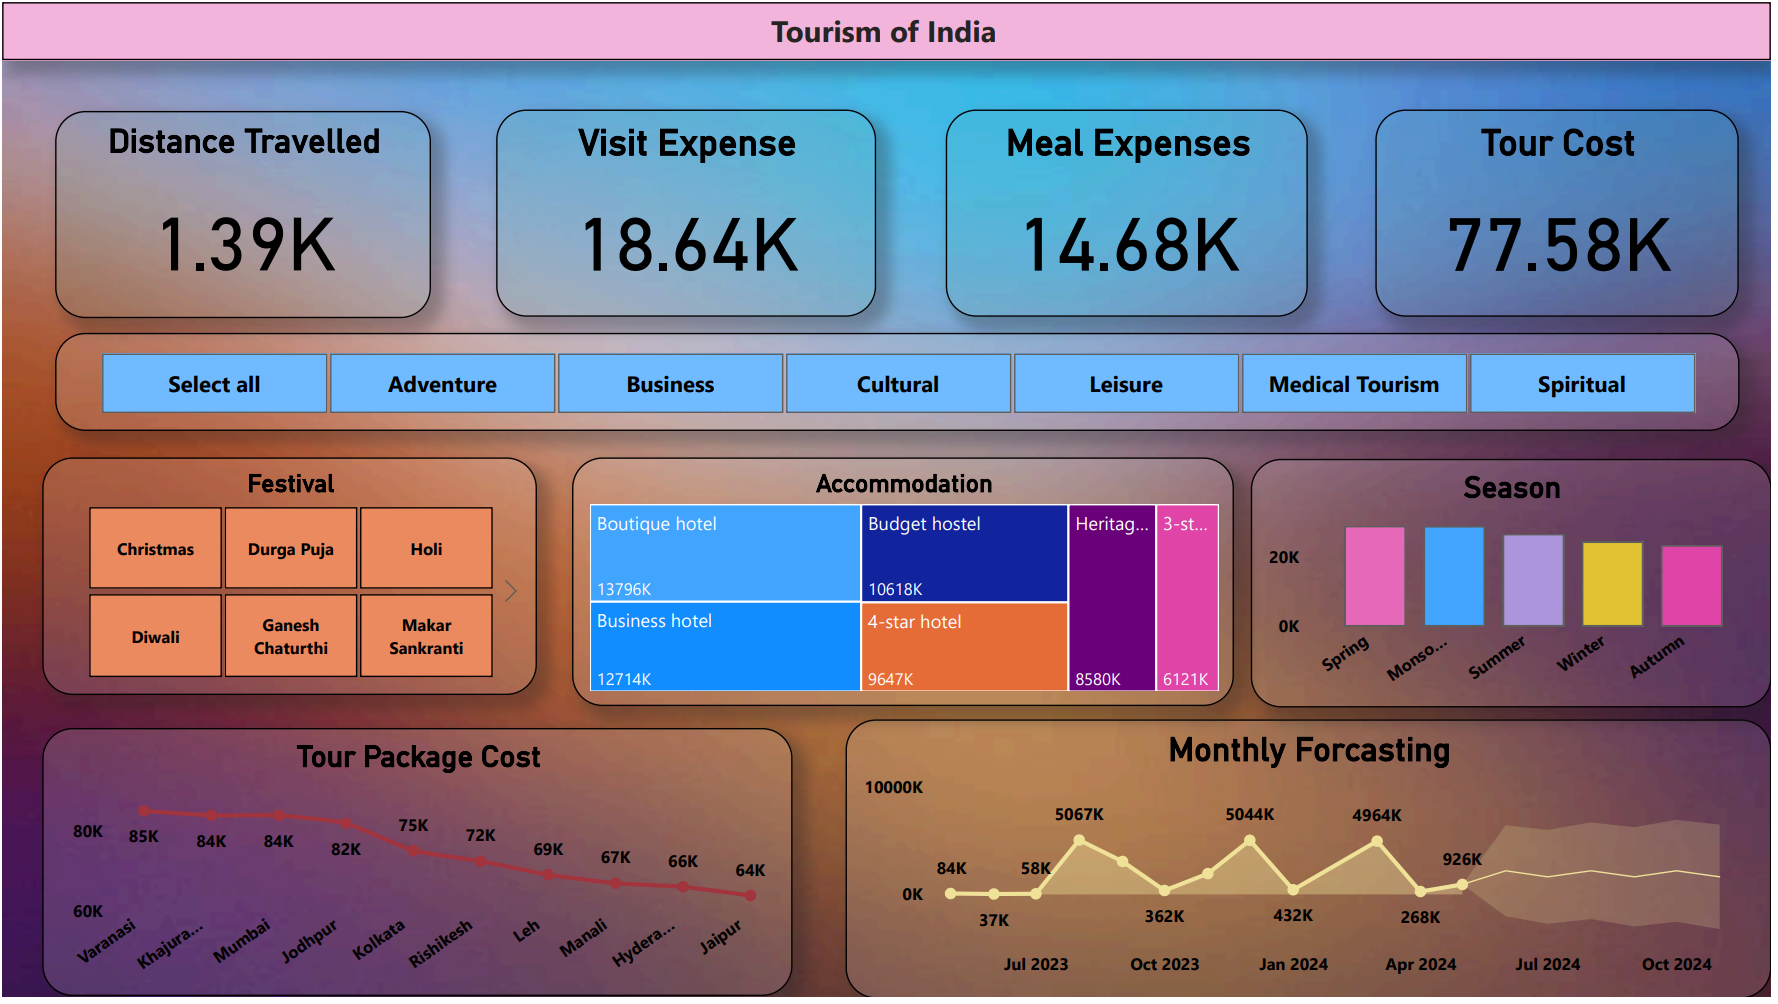 Tourism of India
Distance Travelled
1.39K
Visit Expense
18.64K
Meal Expenses
14.68K
Tour Cost
77.58K
Select all
Adventure
Business
Cultural
Leisure
Medical Tourism
Spiritual
Festival
Christmas
Durga Puja
Holi
Diwali
Ganesh
Chaturthi
Makar
Sankranti
Accommodation
Boutique hotel
13796K
Business hotel
12714K
Budget hostel
10618K
4-star hotel
9647K
Heritag...
8580K
3-st...
6121K
Season
20K
0K
Spring
Monso...
Summer
Winter
Autumn
Tour Package Cost
80K
60K
85K
84K
84K
82K
75K
72K
69K
67K
66K
64K
Varanasi
Khajura...
Mumbai
Jodhpur
Kolkata
Rishikesh
Leh
Manali
Hydera...
Jaipur
Monthly Forcasting
10000K
0K
84K
37K
58K
5067K
362K
5044K
432K
4964K
268K
926K
Jul 2023
Oct 2023
Jan 2024
Apr 2024
Jul 2024
Oct 2024